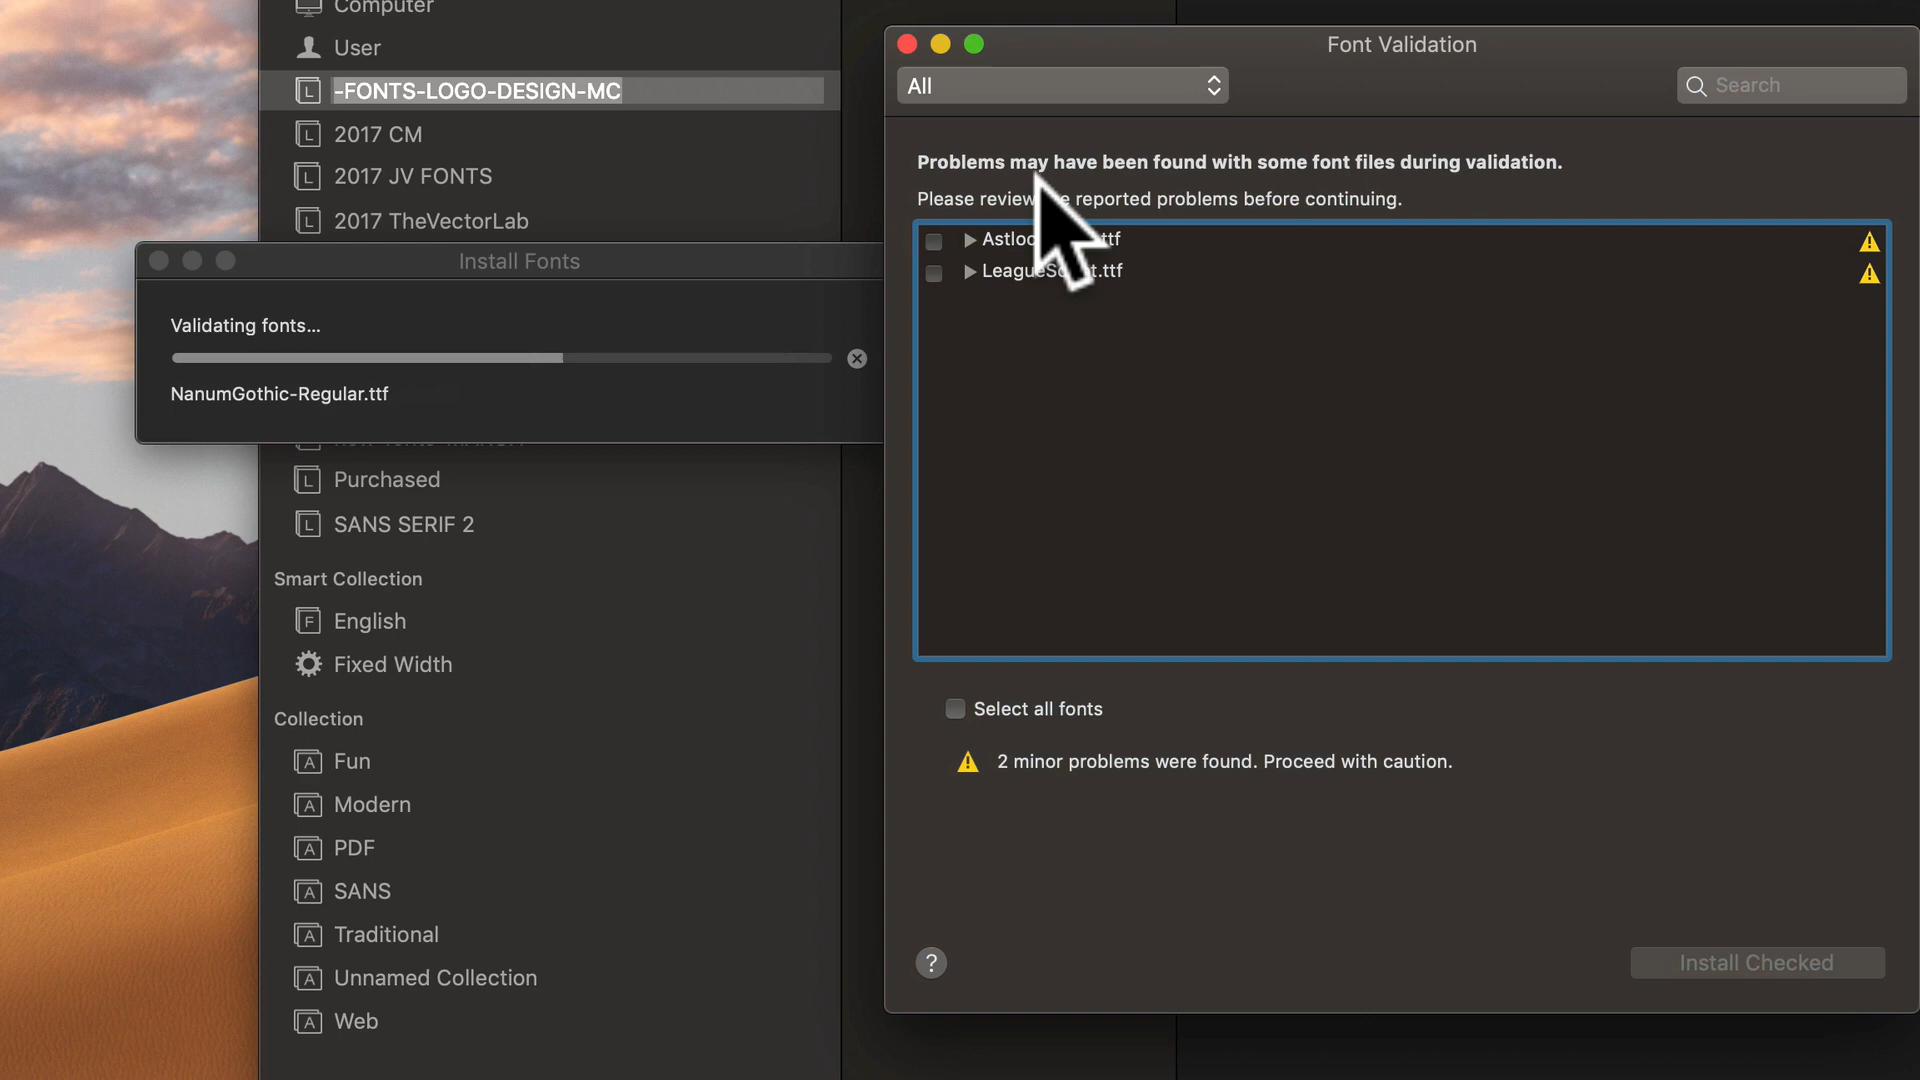 Computer
User
-FONTS-LOGO-DESIGN-MC
2017 CM
2017 JV FONTS
2017 TheVectorLab
Install Fonts
Validating fonts...
NanumGothic-Regular.ttf
Purchased
SANS SERIF 2
Smart Collection
English
Fixed Width
Collection
Fun
Modern
PDF
SANS
Traditional
Unnamed Collection
Web
Font Validation
All
Search
Problems may have been found with some font files during validation.
Please review reported problems before continuing.
2 minor problems were found. Proceed with caution.
Select all fonts
?
Install Checked